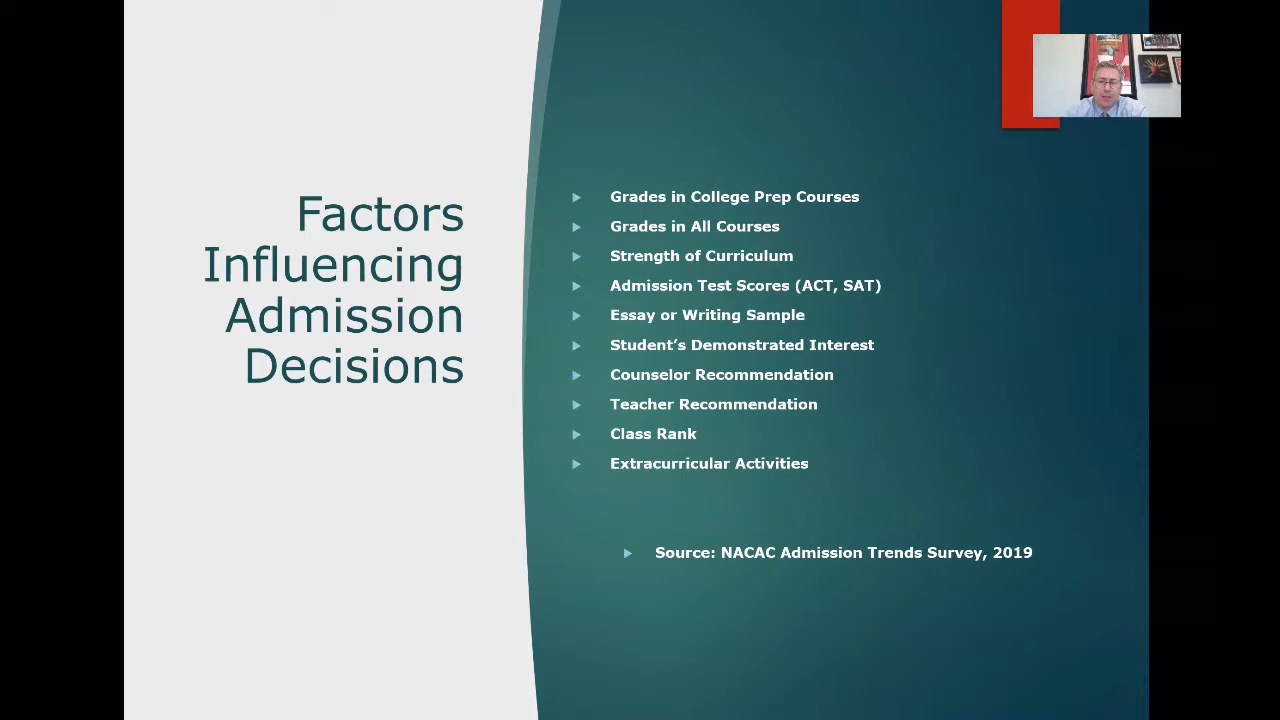 Factors
Influencing
Admission
Decisions
Grades in College Prep Courses
Grades in All Courses
Strength of Curriculum
Admission Test Scores (ACT, SAT)
Essay or Writing Sample
Student’s Demonstrated Interest
Counselor Recommendation
Teacher Recommendation
Class Rank
Extracurricular Activities
Source: NACAC Admission Trends Survey, 2019